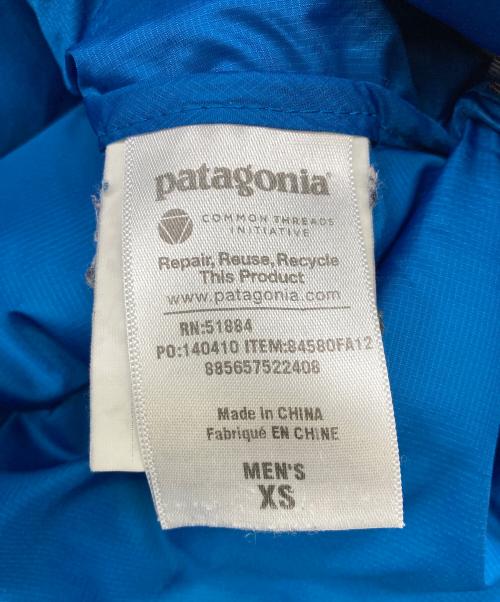 patagonia®
COMMON THREADS
INITIATIVE
Repair, Reuse, Recycle
This Product
www.patagonia.com
RN:51884
PO:140410 ITEM:84580FA12
885657522408
Made in CHINA
Fabriqué EN CHINE
MEN'S
XS